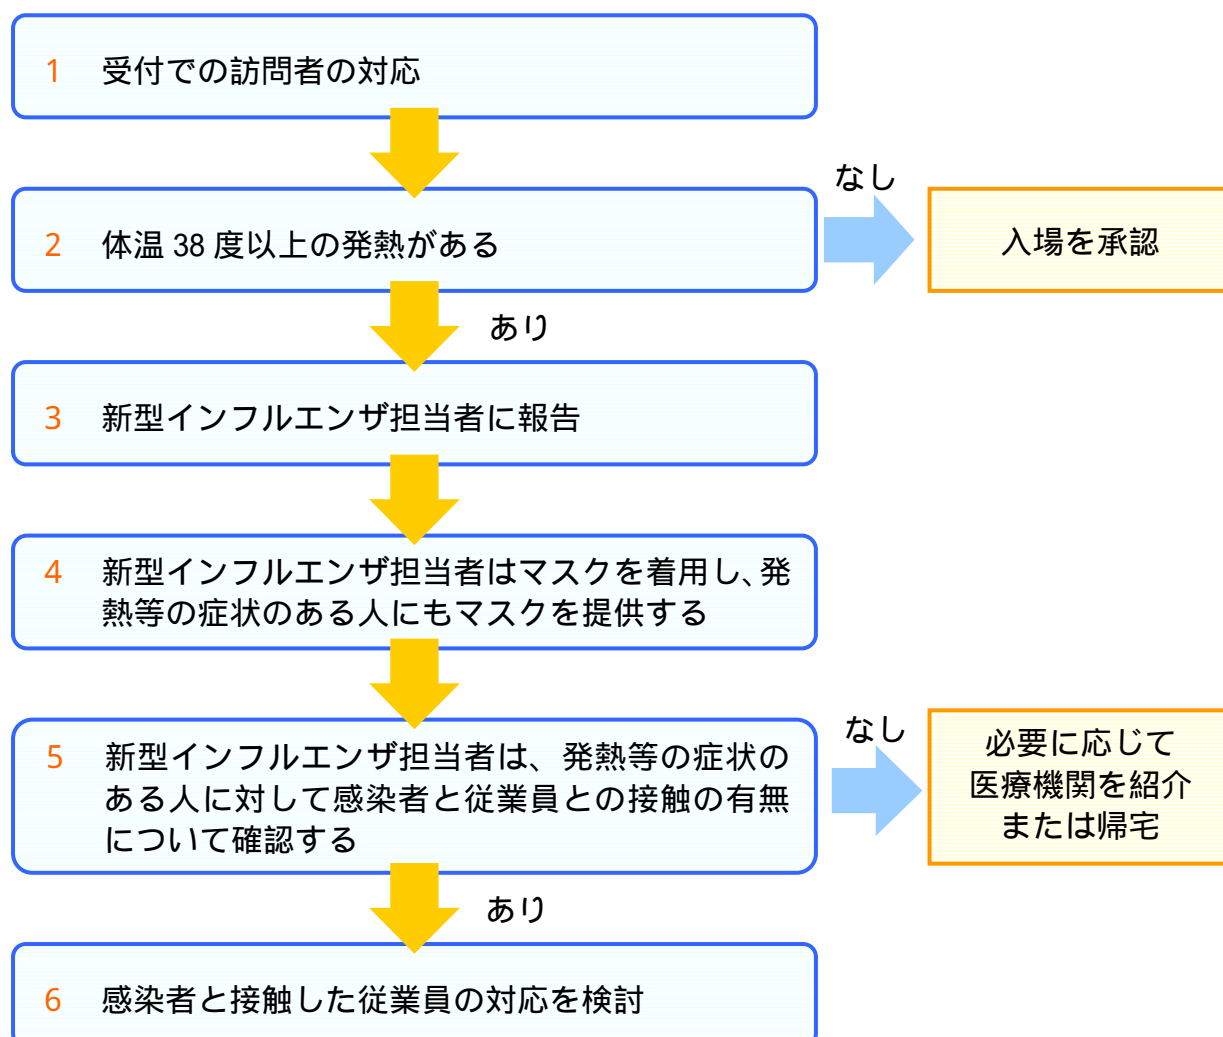 1 受付での訪問者の対応
なし
2 体温 38 度以上の発熱がある
入場を承認
あり
3 新型インフルエンザ担当者に報告
4 新型インフルエンザ担当者はマスクを着用し、発
熱等の症状のある人にもマスクを提供する
なし
5 新型インフルエンザ担当者は、発熱等の症状の
ある人に対して感染者と従業員との接触の有無
について確認する
必要に応じて
医療機関を紹介
または帰宅
あり
6 感染者と接触した従業員の対応を検討